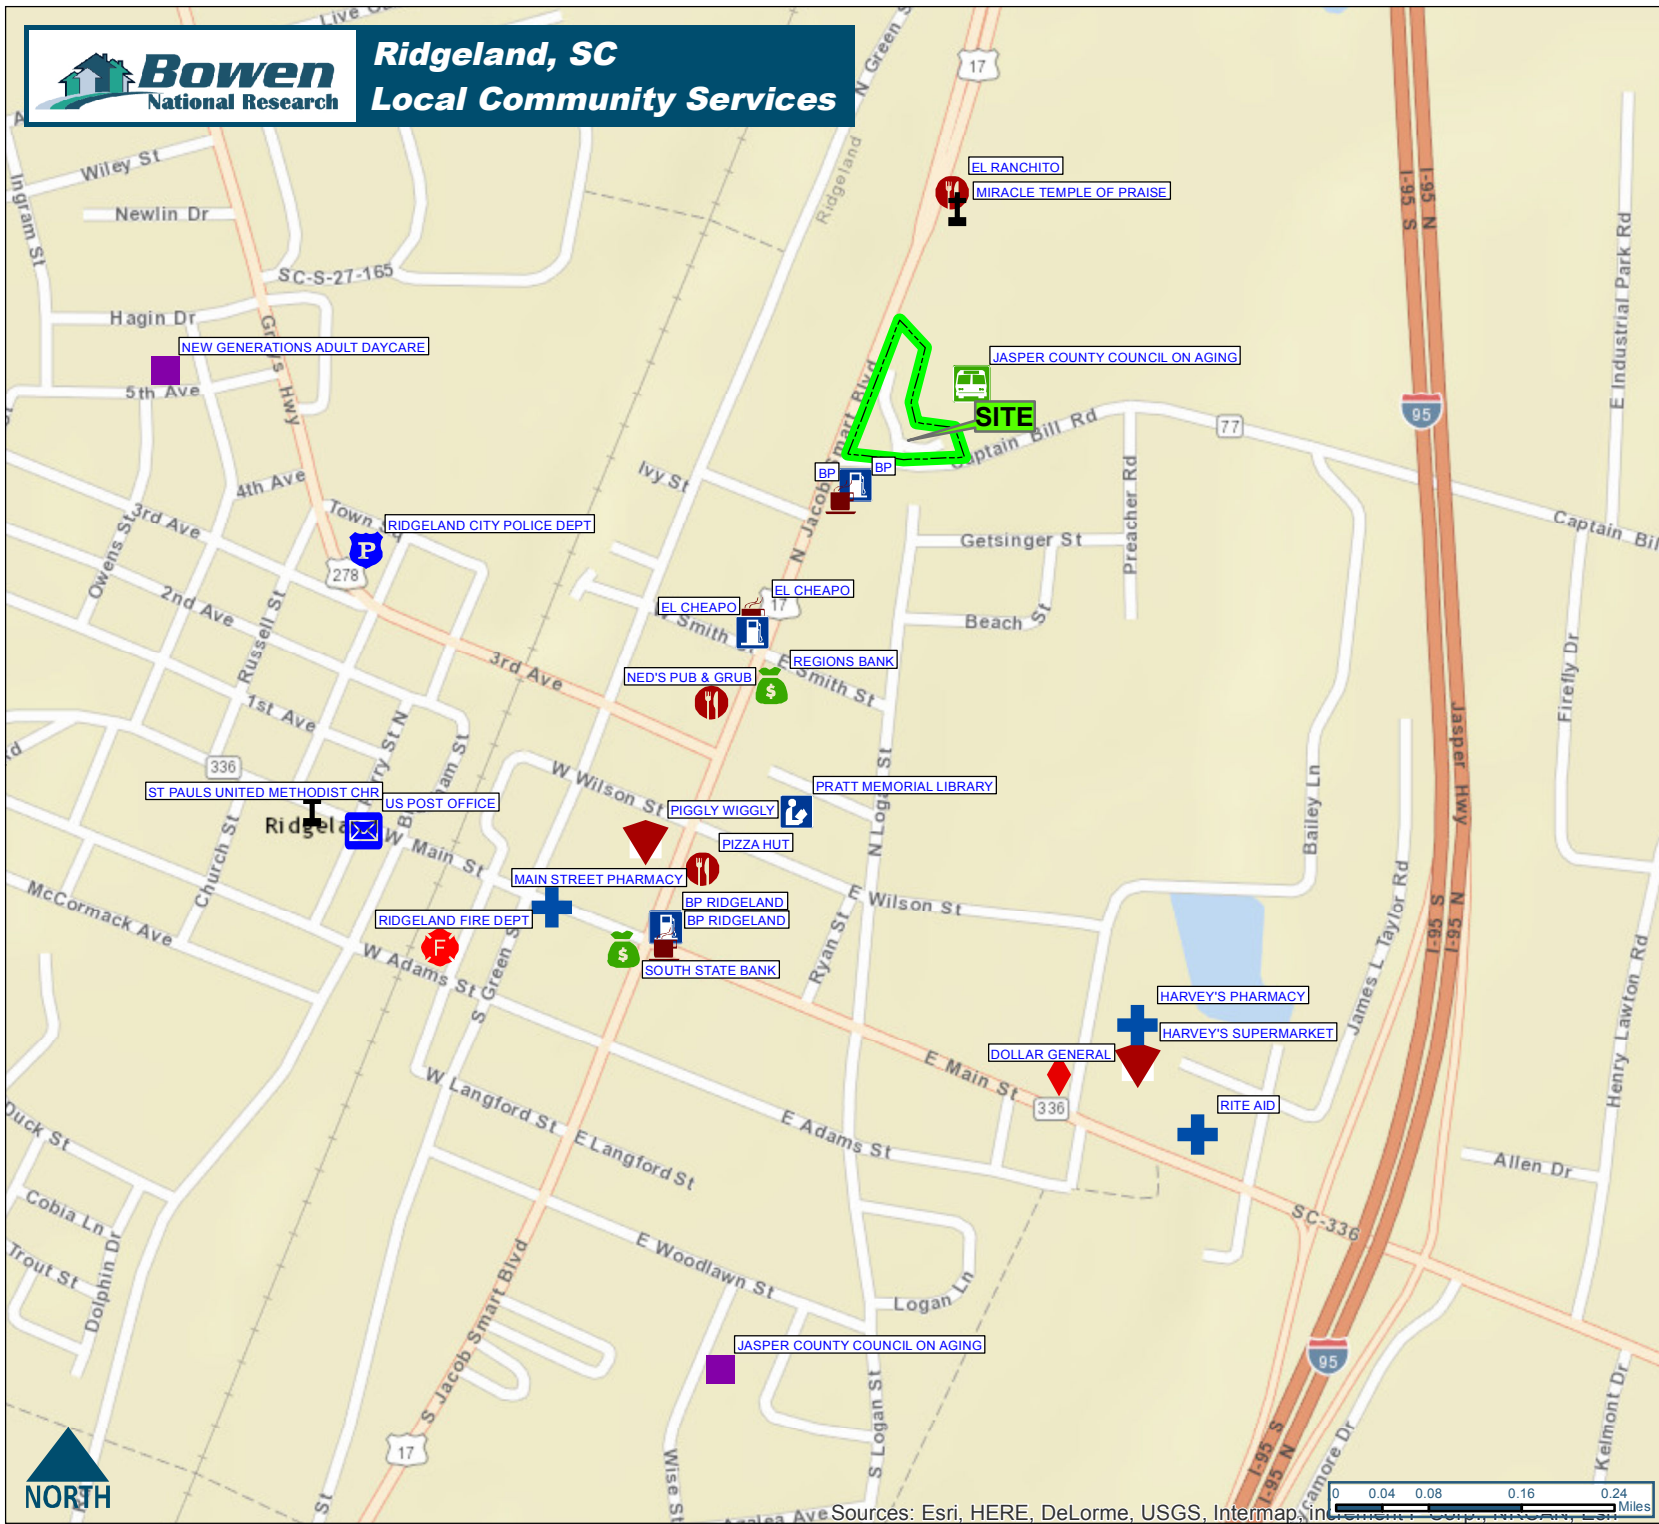 Bowen
National Research
Ridgeland, SC
Local Community Services
N Green S
17
Wiley St
Ingram St
Newlin Dr
Ridgeland
EL RANCHITO
MIRACLE TEMPLE OF PRAISE
I-95 S
I-95 N
SC-S-27-165
E Industrial Park Rd
Hagin Dr
Grays Hwy
NEW GENERATIONS ADULT DAYCARE
JASPER COUNTY COUNCIL ON AGING
5th Ave
SITE
Captain Bill Rd
77
95
N Jacob Smart Blvd
BP
BP
Ivy St
4th Ave
3rd Ave
Town
RIDGELAND CITY POLICE DEPT
P
278
Owens St
Preacher Rd
Captain Bil
Getsinger St
2nd Ave
Russell St
EL CHEAPO
EL CHEAPO
17
W Smith
Beach St
E Smith St
REGIONS BANK
NED'S PUB & GRUB
$
3rd Ave
Firefly Dr
1st Ave
Jasper Hwy
336
W Wilson St
N Logan St
Bailey Ln
PRATT MEMORIAL LIBRARY
ST PAULS UNITED METHODIST CHR
US POST OFFICE
PIGGLY WIGGLY
PIZZA HUT
W Main St
Church St
MAIN STREET PHARMACY
McCormack Ave
BP RIDGELAND
BP RIDGELAND
RIDGELAND FIRE DEPT
F
$
E Wilson St
Ryan St
James L Taylor Rd
I-95 S
I-95 N
W Adams St
S Green S
SOUTH STATE BANK
HARVEY'S PHARMACY
HARVEY'S SUPERMARKET
DOLLAR GENERAL
E Main St
336
RITE AID
Henry Lawton Rd
W Langford St
E Langford St
E Adams St
Duck St
Allen Dr
Cobia Ln
Trout St
Dolphin Dr
SC-336
E Woodlawn St
Logan Ln
S Jacob Smart Blvd
JASPER COUNTY COUNCIL ON AGING
95
S Logan St
Wise St
17
I-95 S
I-95 N
Kelmont Dr
NORTH
St
Sources: Esri, HERE, DeLorme, USGS, Intermap,
0 0.04 0.08 0.16 0.24
Miles